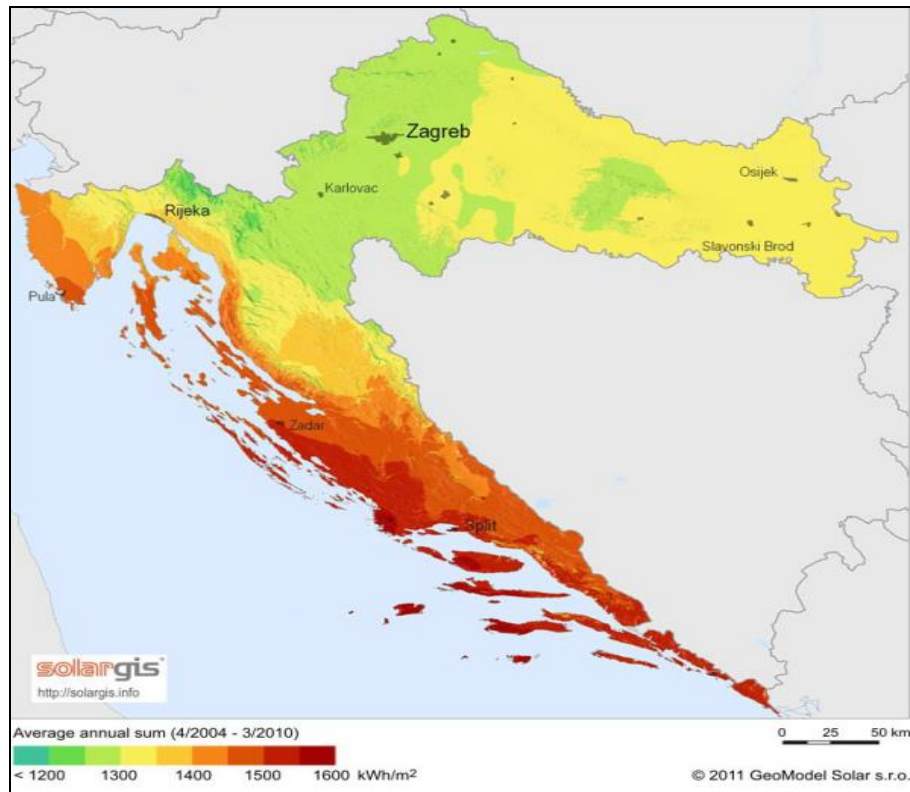 Zagreb
Osijek
Karlovac
Rijeka
Slavonski Brod
Pula
Zadar
Split
solargis
http://solargis.info
Average annual sum (4/2004 - 3/2010)
0 25 50 km
< 1200 1300 1400 1500 1600 kWh/m²
© 2011 GeoModel Solar s.r.o.